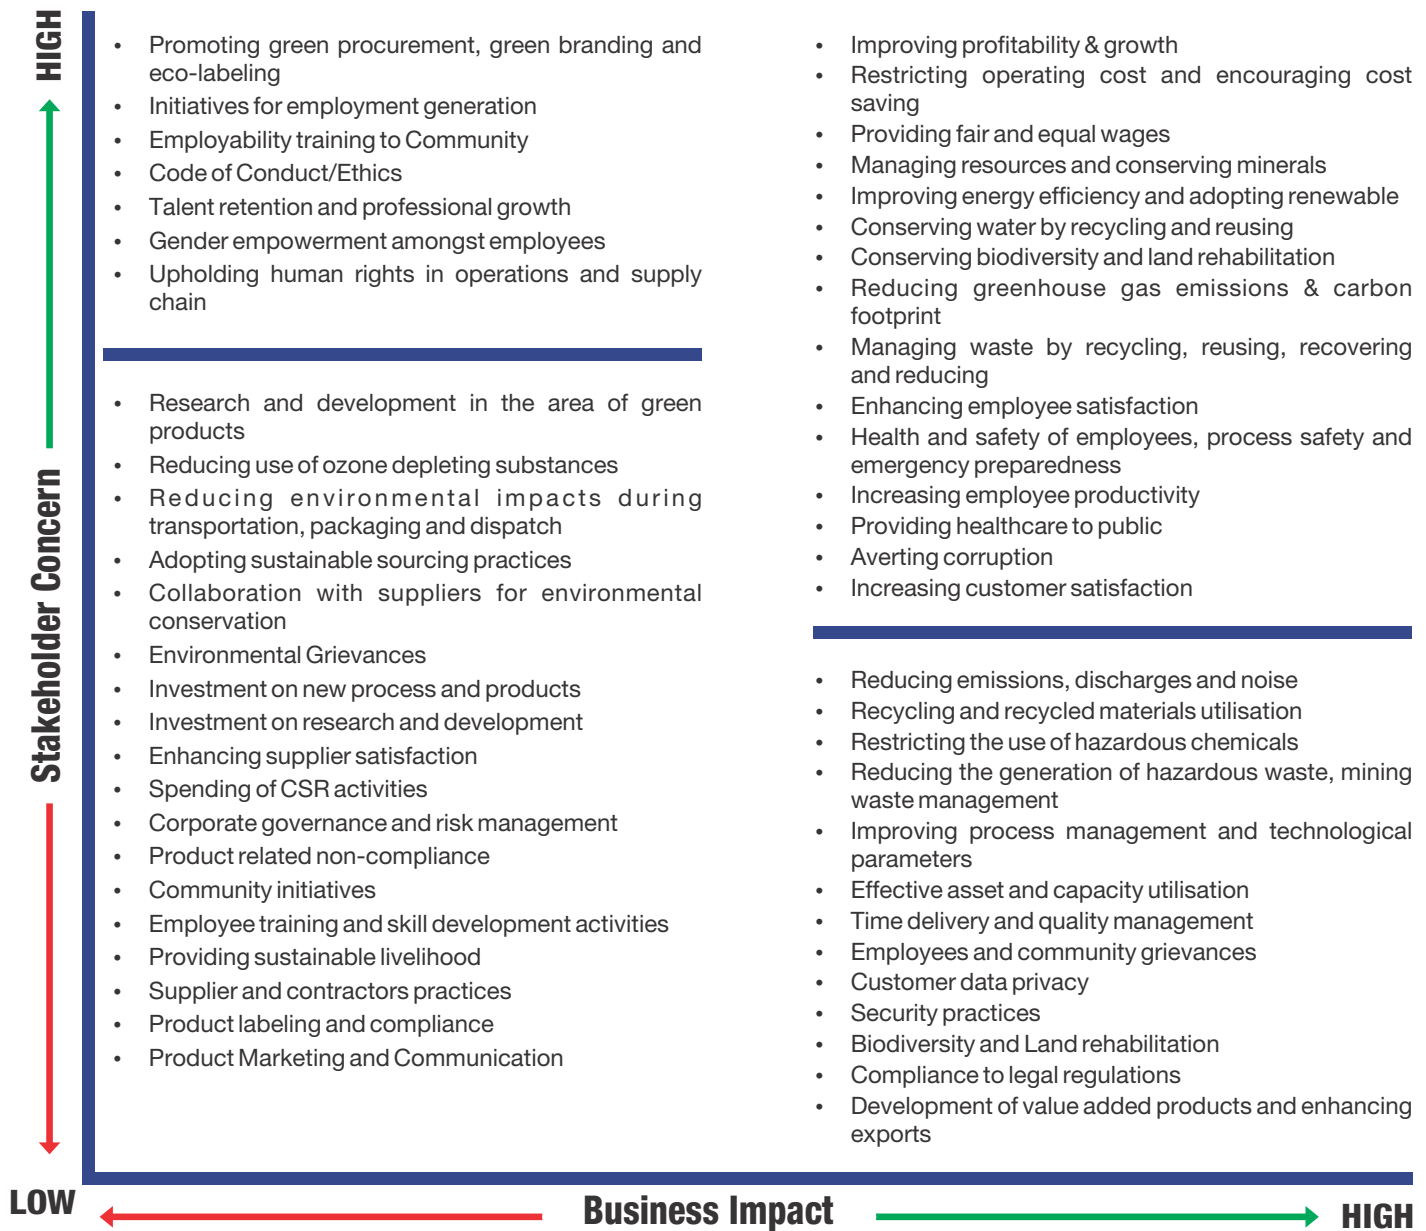 HIGH
• Promoting green procurement, green branding and
eco-labeling
• Initiatives for employment generation
• Employability training to Community
• Code of Conduct/Ethics
• Talent retention and professional growth
• Gender empowerment amongst employees
• Upholding human rights in operations and supply
chain
• Research and development in the area of green
products
• Reducing use of ozone depleting substances
• Reducing environmental impacts during
transportation, packaging and dispatch
• Adopting sustainable sourcing practices
• Collaboration with suppliers for environmental
conservation
• Environmental Grievances
• Investment on new process and products
• Investment on research and development
• Enhancing supplier satisfaction
• Spending of CSR activities
• Corporate governance and risk management
• Product related non-compliance
• Community initiatives
• Employee training and skill development activities
• Providing sustainable livelihood
• Supplier and contractors practices
• Product labeling and compliance
• Product Marketing and Communication
• Improving profitability & growth
• Restricting operating cost and encouraging cost
saving
• Providing fair and equal wages
• Managing resources and conserving minerals
• Improving energy efficiency and adopting renewable
• Conserving water by recycling and reusing
• Conserving biodiversity and land rehabilitation
• Reducing greenhouse gas emissions & carbon
footprint
• Managing waste by recycling, reusing, recovering
and reducing
• Enhancing employee satisfaction
• Health and safety of employees, process safety and
emergency preparedness
• Increasing employee productivity
• Providing healthcare to public
• Averting corruption
• Increasing customer satisfaction
• Reducing emissions, discharges and noise
• Recycling and recycled materials utilisation
• Restricting the use of hazardous chemicals
• Reducing the generation of hazardous waste, mining
waste management
• Improving process management and technological
parameters
• Effective asset and capacity utilisation
• Time delivery and quality management
• Employees and community grievances
• Customer data privacy
• Security practices
• Biodiversity and Land rehabilitation
• Compliance to legal regulations
• Development of value added products and enhancing
exports
Stakeholder Concern
LOW
Business Impact
HIGH